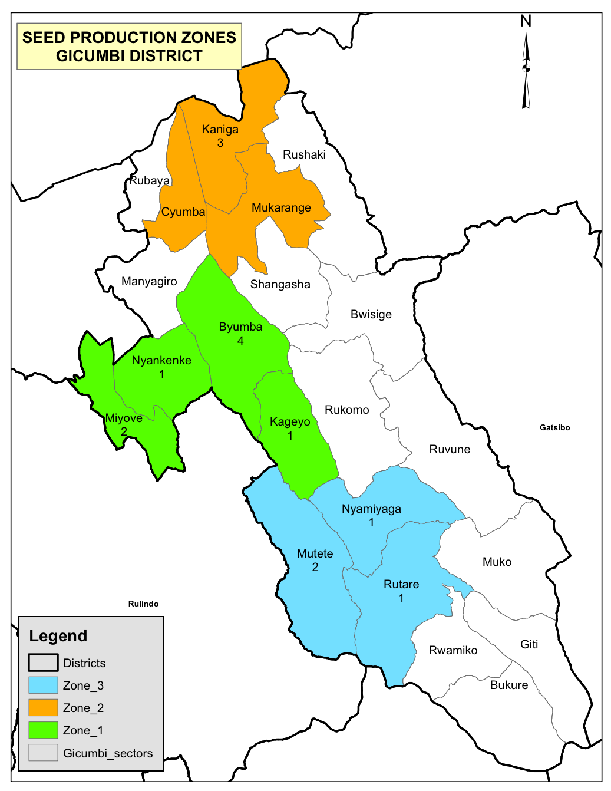 SEED PRODUCTION ZONES
GICUMBI DISTRICT
N
Kaniga
3
Rushaki
Rubaya
Cyumba
Mukarange
Manyagiro
Shangasha
Bwisige
Byumba
4
Nyankenke
1
Miyove
2
Kageyo
1
Rukomo
Gatsibo
Ruvune
Nyamiyaga
1
Mutete
2
Muko
Rutare
1
Rulindo
Rwamiko
Giti
Bukure
Legend
Districts
Zone_3
Zone_2
Zone_1
Gicumbi_sectors